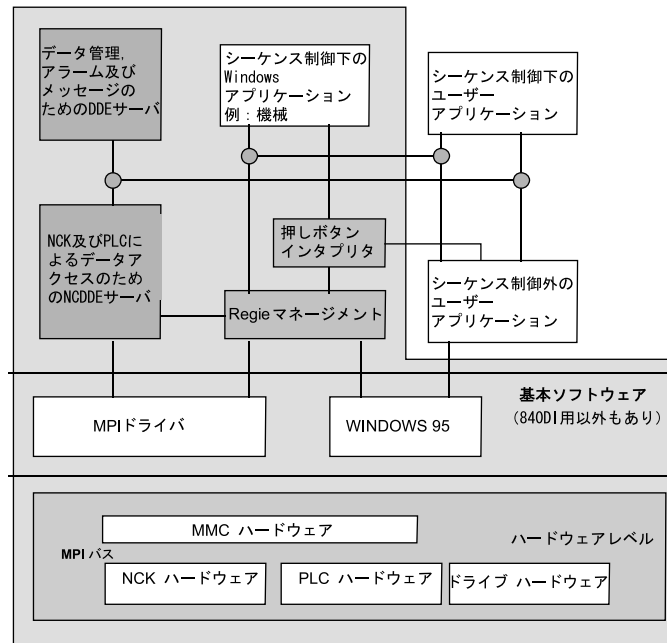 データ管理,
アラーム及び
メッセージの
ためのDDEサーバ
シーケンス制御下の
Windows
アプリケーション
例：機械
シーケンス制御下の
ユーザー
アプリケーション
NCK及びPLCに
よるデータア
クセスのため
のNCDDEサーバ
押しボタン
インタプリタ
Regieマネージメント
シーケンス制御外の
ユーザー
アプリケーション
基本ソフトウェア
(840DI用以外もあり)
MPIドライバ
WINDOWS 95
MMC ハードウェア
ハードウェアレベル
MPI バス
NCK ハードウェア
PLC ハードウェア
ドライブ ハードウェア